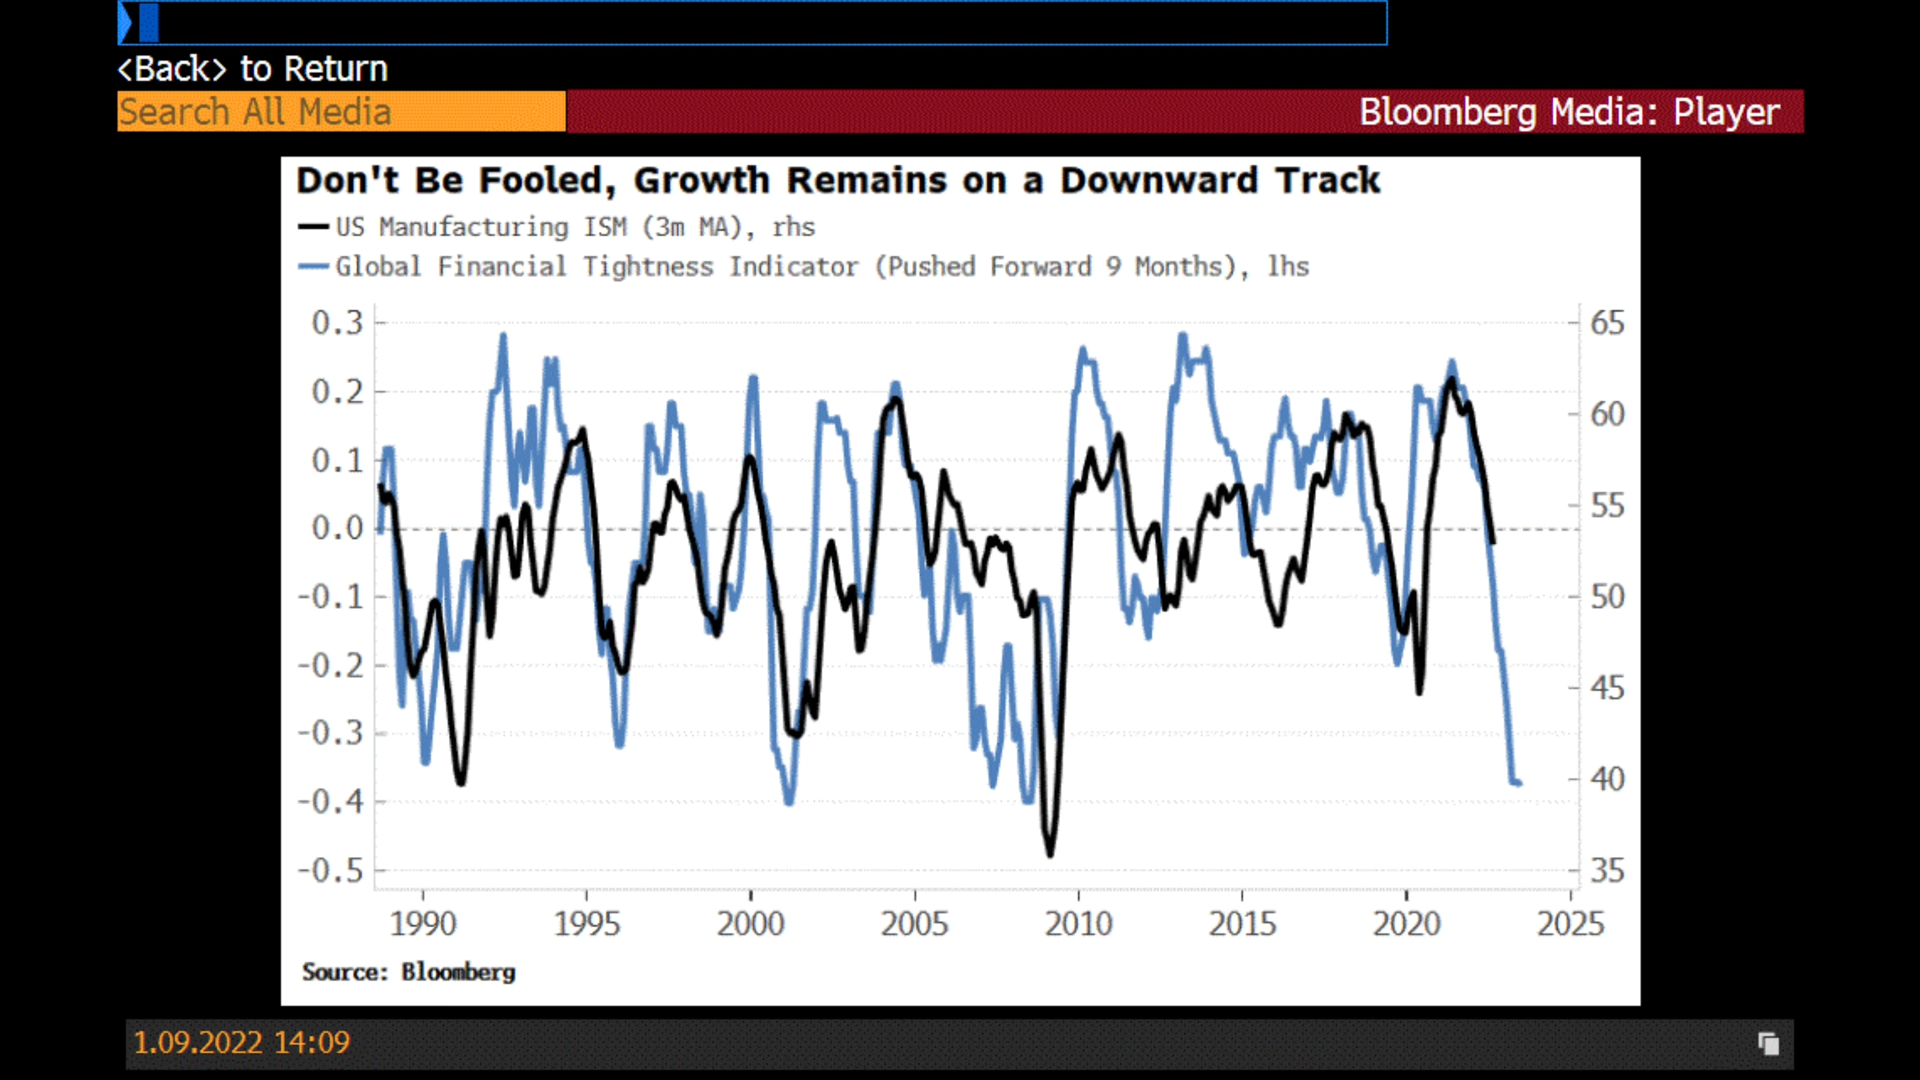 <Back> to Return
Search All Media
Bloomberg Media: Player
Don't Be Fooled, Growth Remains on a Downward Track
US Manufacturing ISM (3m MA), rhs
Global Financial Tightness Indicator (Pushed Forward 9 Months), lhs
0.3
0.2
0.1
0.0
-0.1
-0.2
-0.3
-0.4
-0.5
65
60
55
50
45
40
35
1990 1995 2000 2005 2010 2015 2020 2025
Source: Bloomberg
1.09.2022 14:09